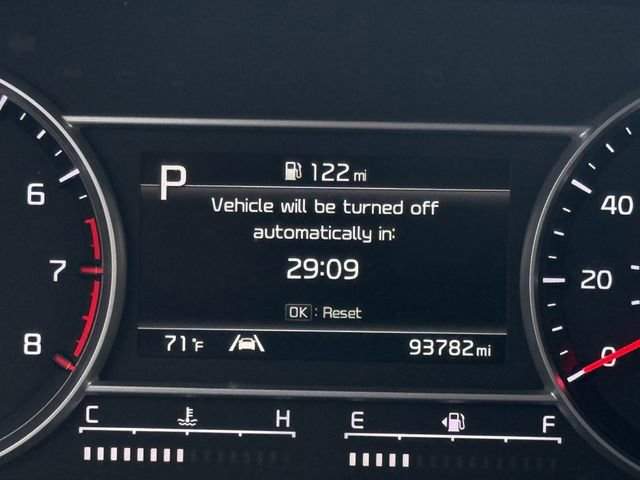 P
122 mi
Vehicle will be turned off
automatically in:
29:09
OK : Reset
71°F
93782 mi
6
7
8
40
20
0
C H
E F